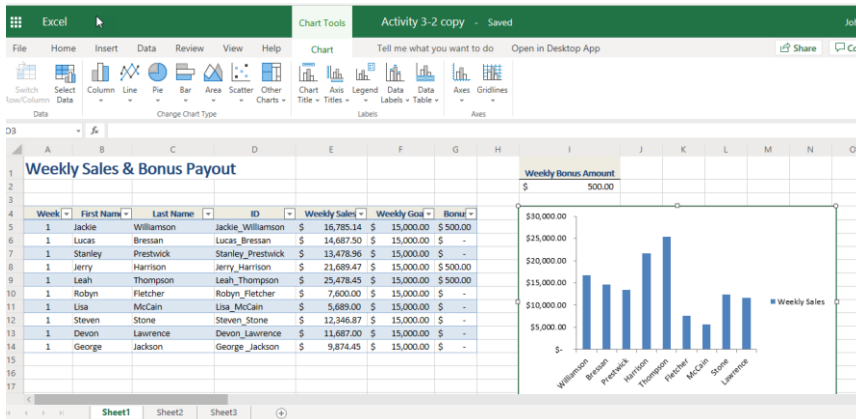 Excel Chart Tools Activity 3-2 copy - Saved
File Home Insert Data Review View Help Chart Tell me what you want to do Open in Desktop App Share
Switch Row/Column Select Data Column Line Pie Bar Area Scatter Other Charts Chart Title Axis Titles Legend Data Labels Data Table Axes Gridlines
Data Change Chart Type Labels Axes
fx
A B C D E F G H I J K L M N O
1 Weekly Sales & Bonus Payout Weekly Bonus Amount
2 $ 500.00
3
4 Week First Name Last Name ID Weekly Sales Weekly Goa Bonu
5 1 Jackie Williamson Jackie_Williamson $ 16,785.14 $ 15,000.00 $ 500.00
6 1 Lucas Bressan Lucas_Bressan $ 14,687.50 $ 15,000.00 $ -
7 1 Stanley Prestwick Stanley_Prestwick $ 13,478.96 $ 15,000.00 $ -
8 1 Jerry Harrison Jerry_Harrison $ 21,689.47 $ 15,000.00 $ 500.00
9 1 Leah Thompson Leah_Thompson $ 25,478.45 $ 15,000.00 $ 500.00
10 1 Robyn Fletcher Robyn_Fletcher $ 7,600.00 $ 15,000.00 $ -
11 1 Lisa McCain Lisa_McCain $ 5,689.00 $ 15,000.00 $ -
12 1 Steven Stone Steven_Stone $ 12,346.87 $ 15,000.00 $ -
13 1 Devon Lawrence Devon_Lawrence $ 11,687.00 $ 15,000.00 $ -
14 1 George Jackson George _Jackson $ 9,874.45 $ 15,000.00 $ -
15
16
17
$30,000.00
$25,000.00
$20,000.00
$15,000.00
$10,000.00
$5,000.00
$-
Weekly Sales
Williamson Bressan Prestwick Harrison Thompson Fletcher McCain Stone Lawrence
Sheet1 Sheet2 Sheet3